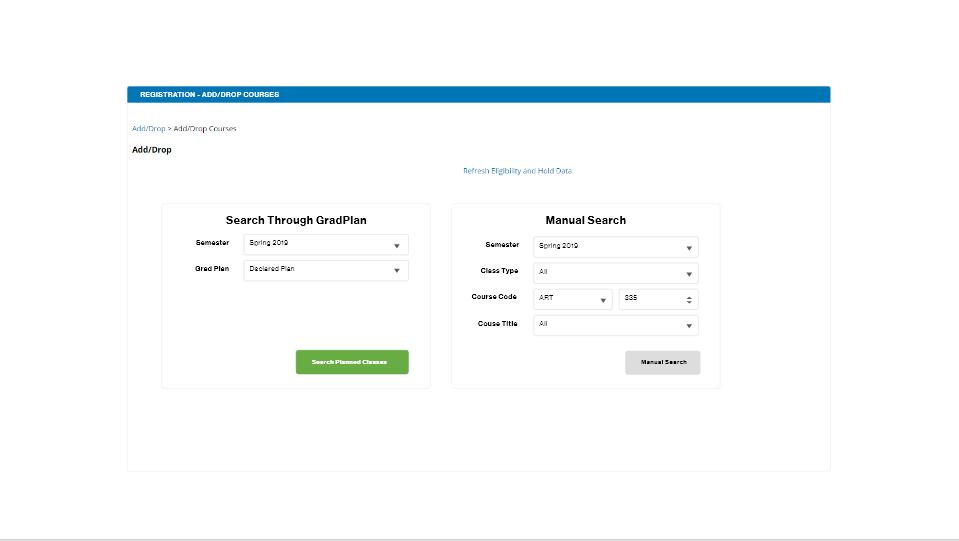 REGISTRATION - ADD/DROP COURSES
Add/Drop > Add/Drop Courses
Add/Drop
Refresh Eligibility and Hold Data
Search Through GradPlan
Semester Spring 2019
Grad Plan Declared Plan
Search Planned Classes
Manual Search
Semester Spring 2019
Class Type All
Course Code ART 335
Couse Title All
Manual Search